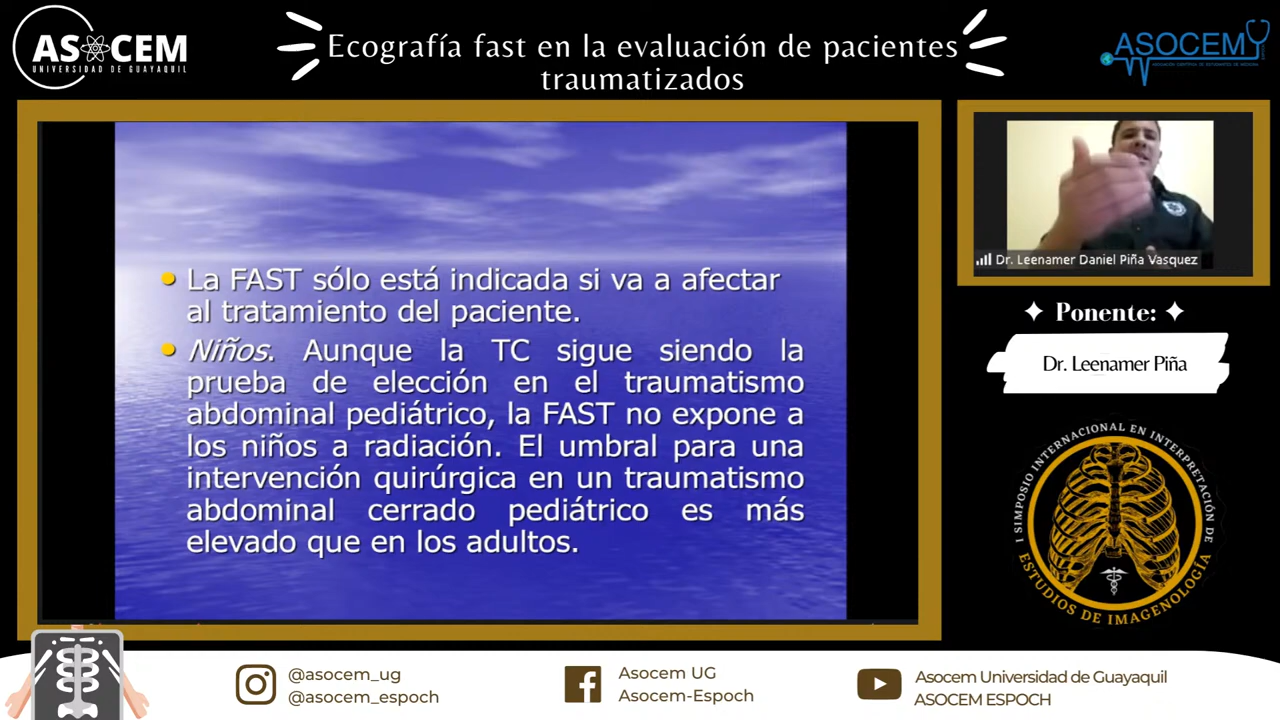 ASOCEM
UNIVERSIDAD DE GUAYAQUIL
Ecografía fast en la evaluación de pacientes
traumatizados
ASOCEM
La FAST sólo está indicada si va a afectar
al tratamiento del paciente.
Niños. Aunque la TC sigue siendo la
prueba de elección en el traumatismo
abdominal pediátrico, la FAST no expone a
los niños a radiación. El umbral para una
intervención quirúrgica en un traumatismo
abdominal cerrado pediátrico es más
elevado que en los adultos.
Dr. Leenamer Daniel Piña Vasquez
Ponente:
Dr. Leenamer Piña
I SIMPOSIO INTERNACIONAL EN INTERPRETACIÓN DE
ESTUDIOS DE IMAGENOLOGÍA
@asocem_ug
@asocem_espoch
Asocem UG
Asocem-Espoch
Asocem Universidad de Guayaquil
ASOCEM ESPOCH